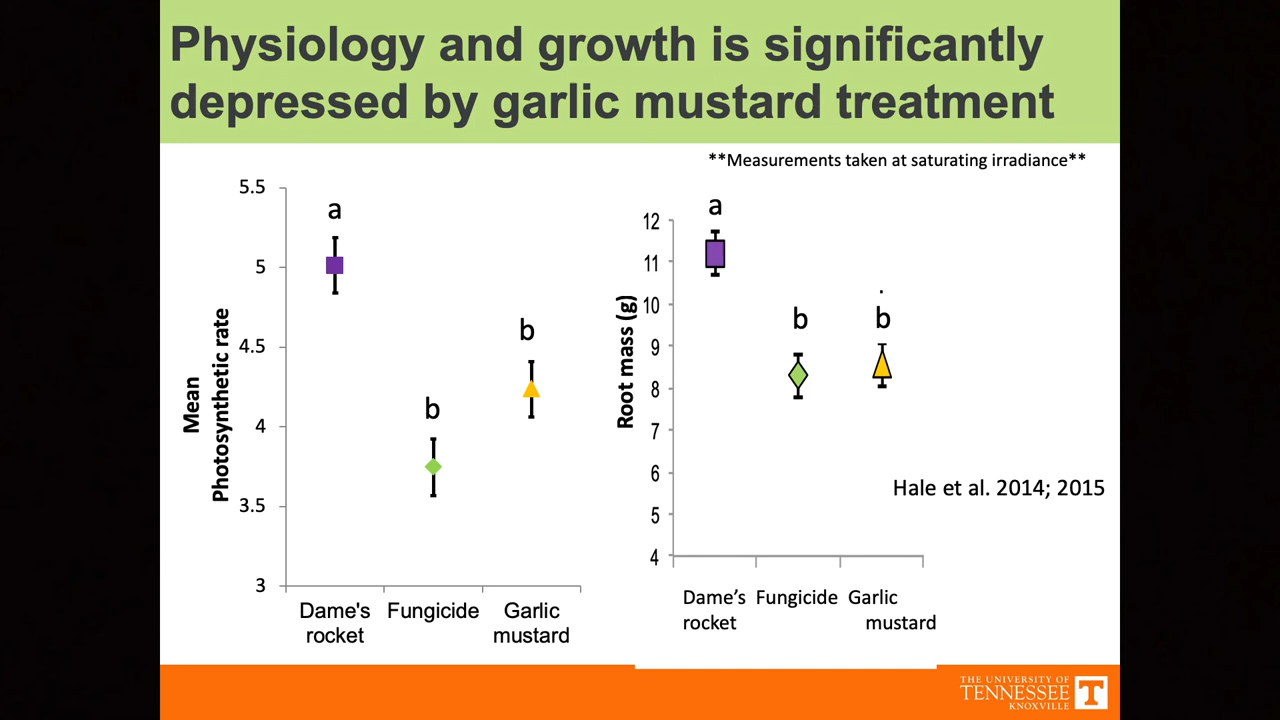 Physiology and growth is significantly
depressed by garlic mustard treatment
**Measurements taken at saturating irradiance**
Mean
Photosynthetic rate
5.5
5
4.5
4
3.5
3
a
b
b
Dame's
rocket
Fungicide
Garlic
mustard
Root mass (g)
12
11
10
9
8
7
6
5
4
a
b
b
.
Dame’s
rocket
Fungicide
Garlic
mustard
Hale et al. 2014; 2015
THE UNIVERSITY OF
TENNESSEE
KNOXVILLE
T